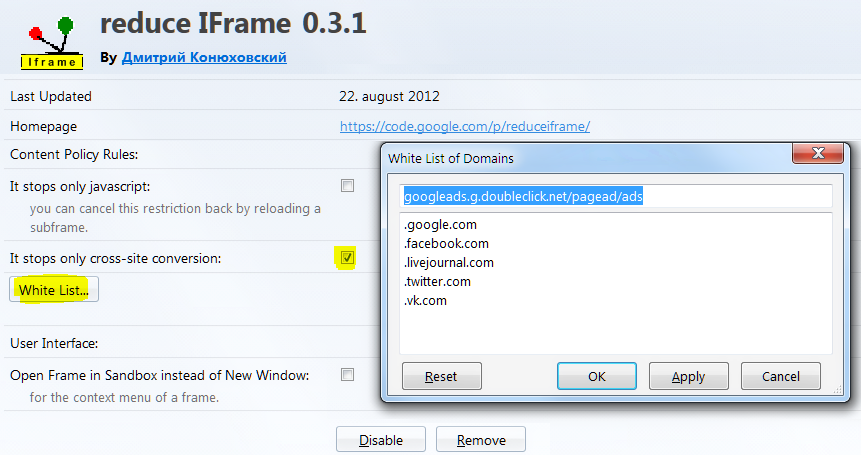 reduce IFrame 0.3.1
Iframe
By Дмитрий Конюховский
Last Updated 22. august 2012
Homepage https://code.google.com/p/reduceiframe/
Content Policy Rules:
It stops only javascript:
you can cancel this restriction back by reloading a
subframe.
It stops only cross-site conversion:
White List...
User Interface:
Open Frame in Sandbox instead of New Window:
for the context menu of a frame.
Disable Remove
White List of Domains
googleads.g.doubleclick.net/pagead/ads
.google.com
.facebook.com
.livejournal.com
.twitter.com
.vk.com
Reset OK Apply Cancel